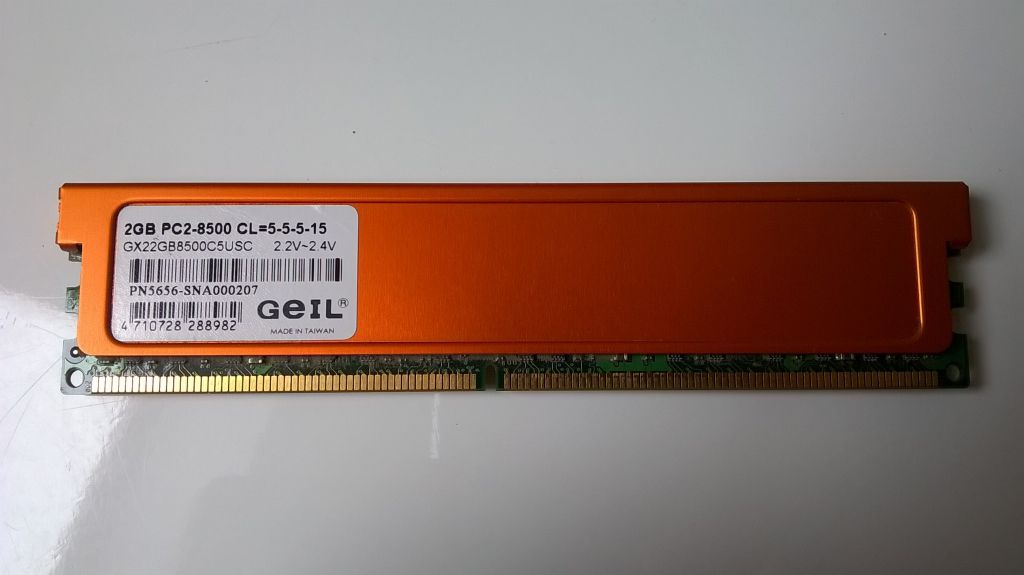 2GB PC2-8500 CL=5-5-5-15
GX22GB8500C5USC 2.2V~2.4V
PN5656-SNA000207
GeIL®
4 710728 288982
MADE IN TAIWAN